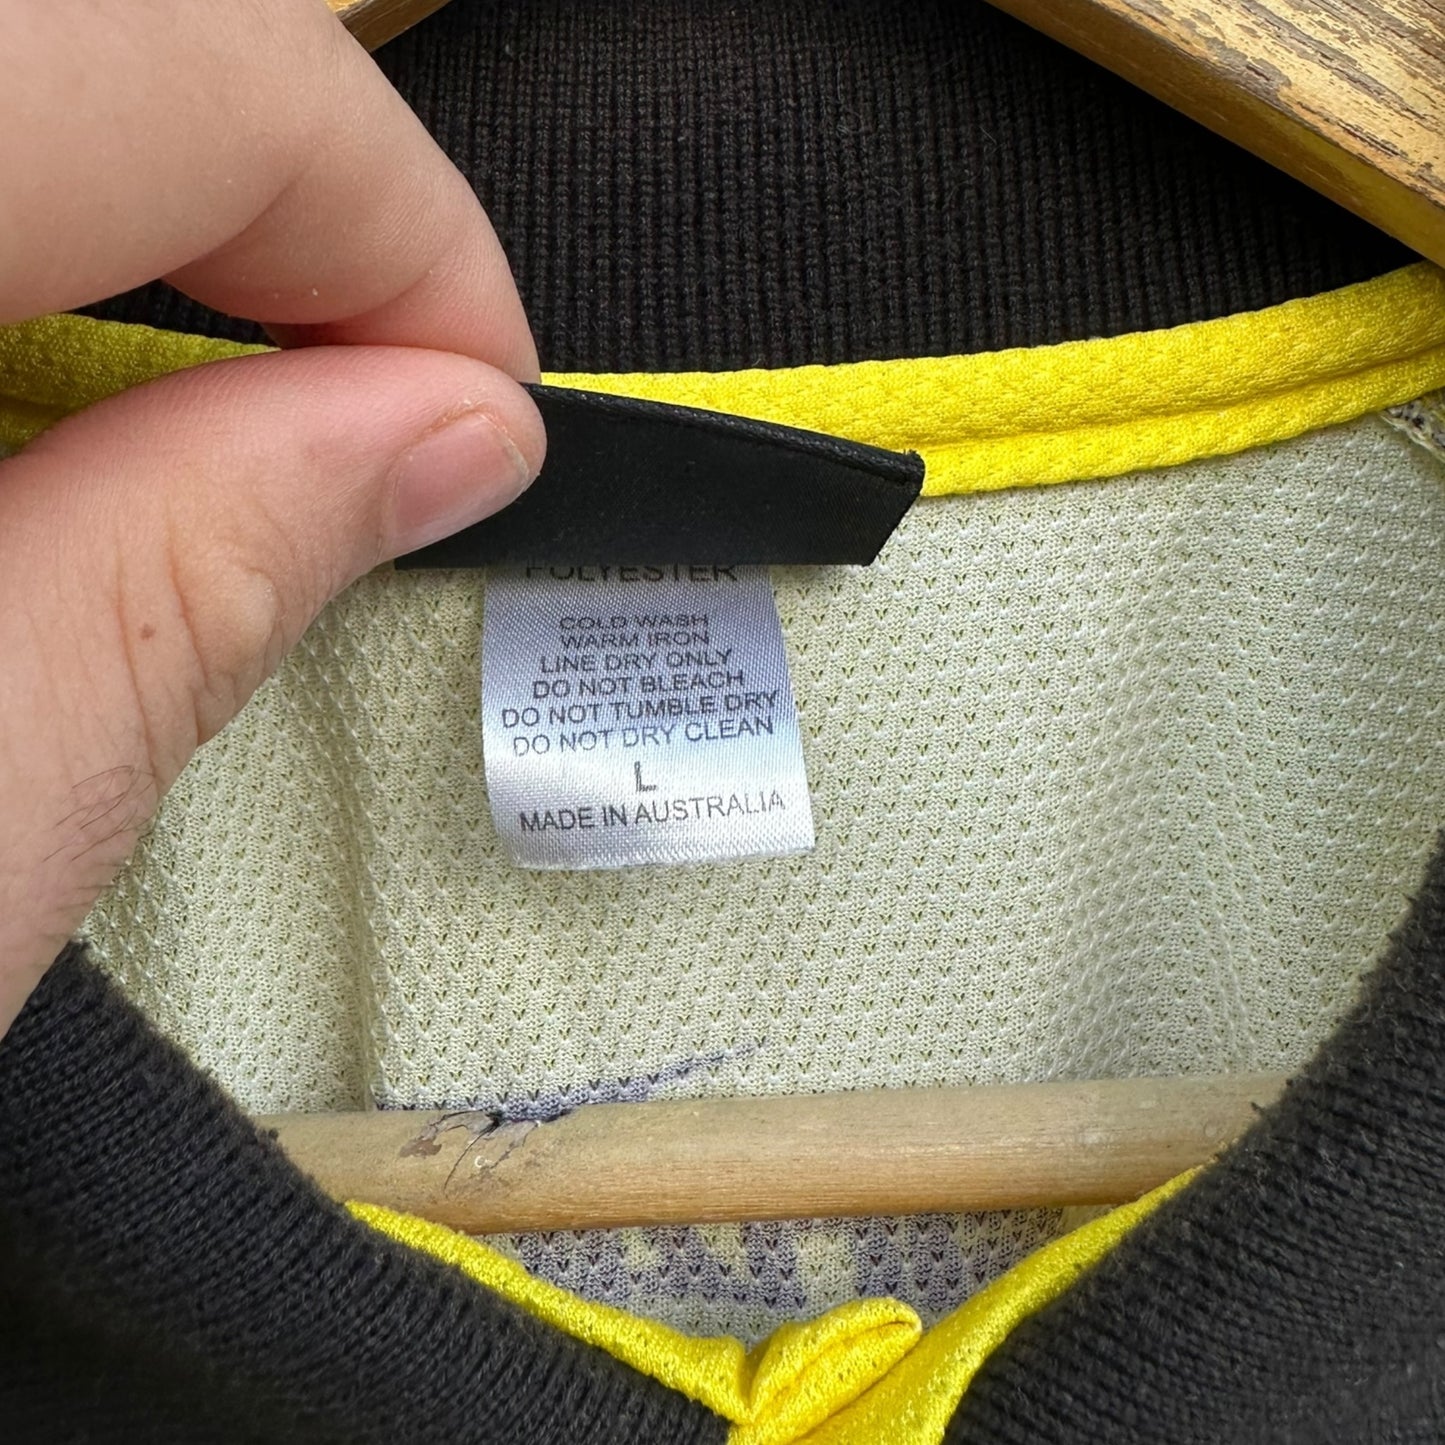 POLYESTER
COLD WASH
WARM IRON
LINE DRY ONLY
DO NOT BLEACH
DO NOT TUMBLE DRY
DO NOT DRY CLEAN
L
MADE IN AUSTRALIA